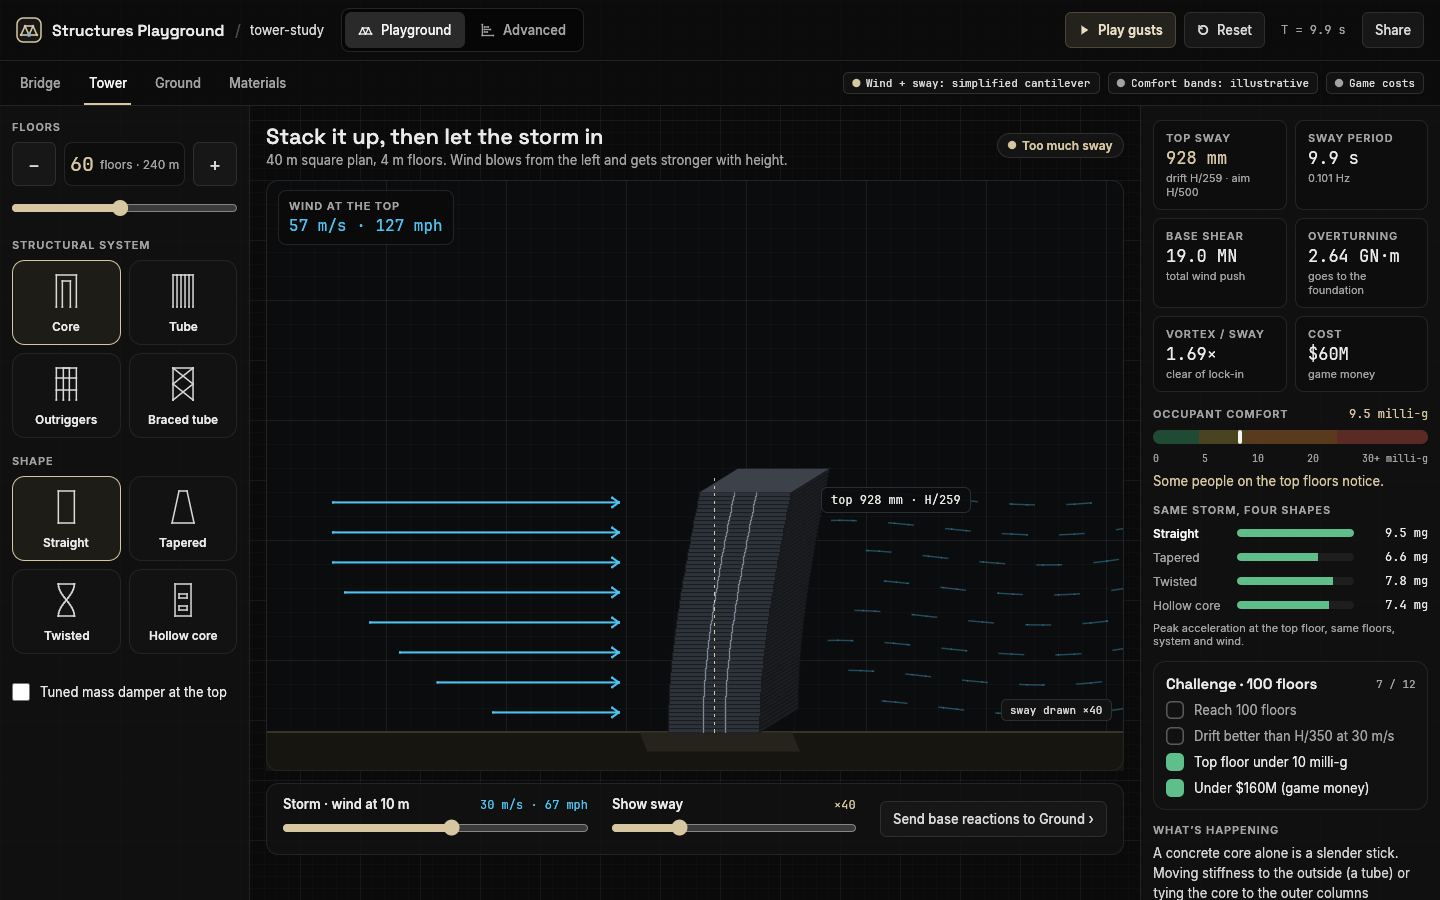 Structures Playground / tower-study
Playground
Advanced
Play gusts
Reset
T = 9.9 s
Share
Bridge
Tower
Ground
Materials
Wind + sway: simplified cantilever
Comfort bands: illustrative
Game costs
FLOORS
−
60 floors · 240 m
+
STRUCTURAL SYSTEM
Core
Tube
Outriggers
Braced tube
SHAPE
Straight
Tapered
Twisted
Hollow core
Tuned mass damper at the top
Stack it up, then let the storm in
40 m square plan, 4 m floors. Wind blows from the left and gets stronger with height.
Too much sway
WIND AT THE TOP
57 m/s · 127 mph
top 928 mm · H/259
sway drawn ×40
Storm · wind at 10 m
30 m/s · 67 mph
Show sway
×40
Send base reactions to Ground ›
TOP SWAY
928 mm
drift H/259 · aim
H/500
SWAY PERIOD
9.9 s
0.101 Hz
BASE SHEAR
19.0 MN
total wind push
OVERTURNING
2.64 GN·m
goes to the
foundation
VORTEX / SWAY
1.69×
clear of lock-in
COST
$60M
game money
OCCUPANT COMFORT
9.5 milli-g
0 5 10 20 30+ milli-g
Some people on the top floors notice.
SAME STORM, FOUR SHAPES
Straight 9.5 mg
Tapered 6.6 mg
Twisted 7.8 mg
Hollow core 7.4 mg
Peak acceleration at the top floor, same floors,
system and wind.
Challenge · 100 floors
7 / 12
Reach 100 floors
Drift better than H/350 at 30 m/s
Top floor under 10 milli-g
Under $160M (game money)
WHAT'S HAPPENING
A concrete core alone is a slender stick.
Moving stiffness to the outside (a tube) or
tying the core to the outer columns